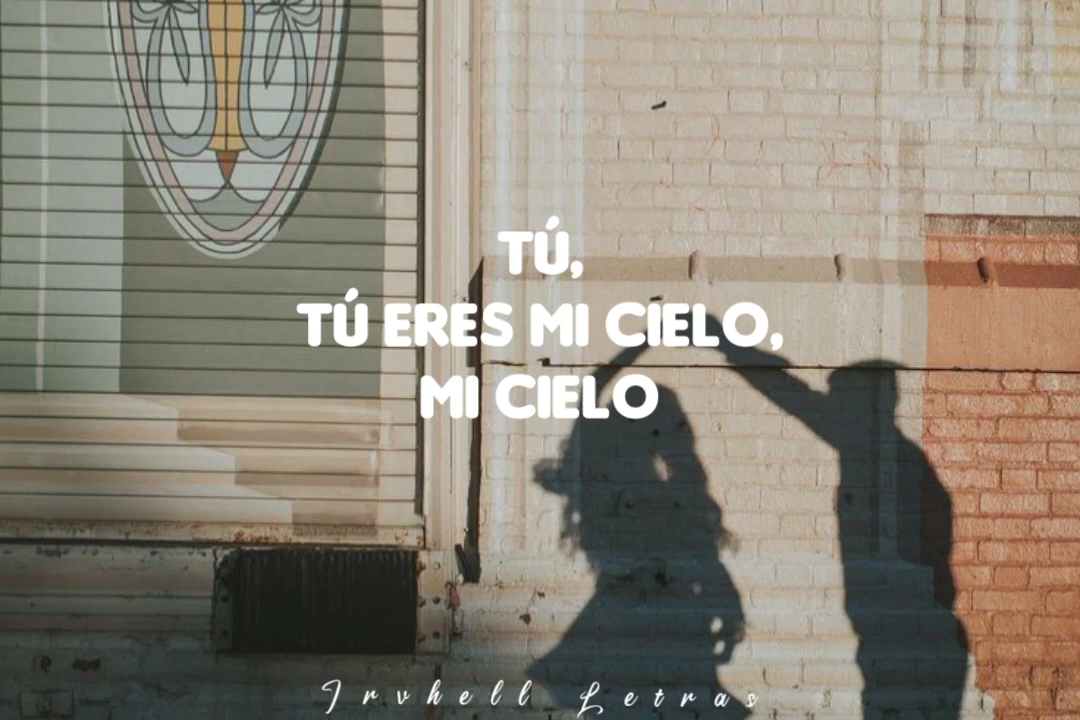 TÚ,
TÚ ERES MI CIELO,
MI CIELO
Irvhell Letras